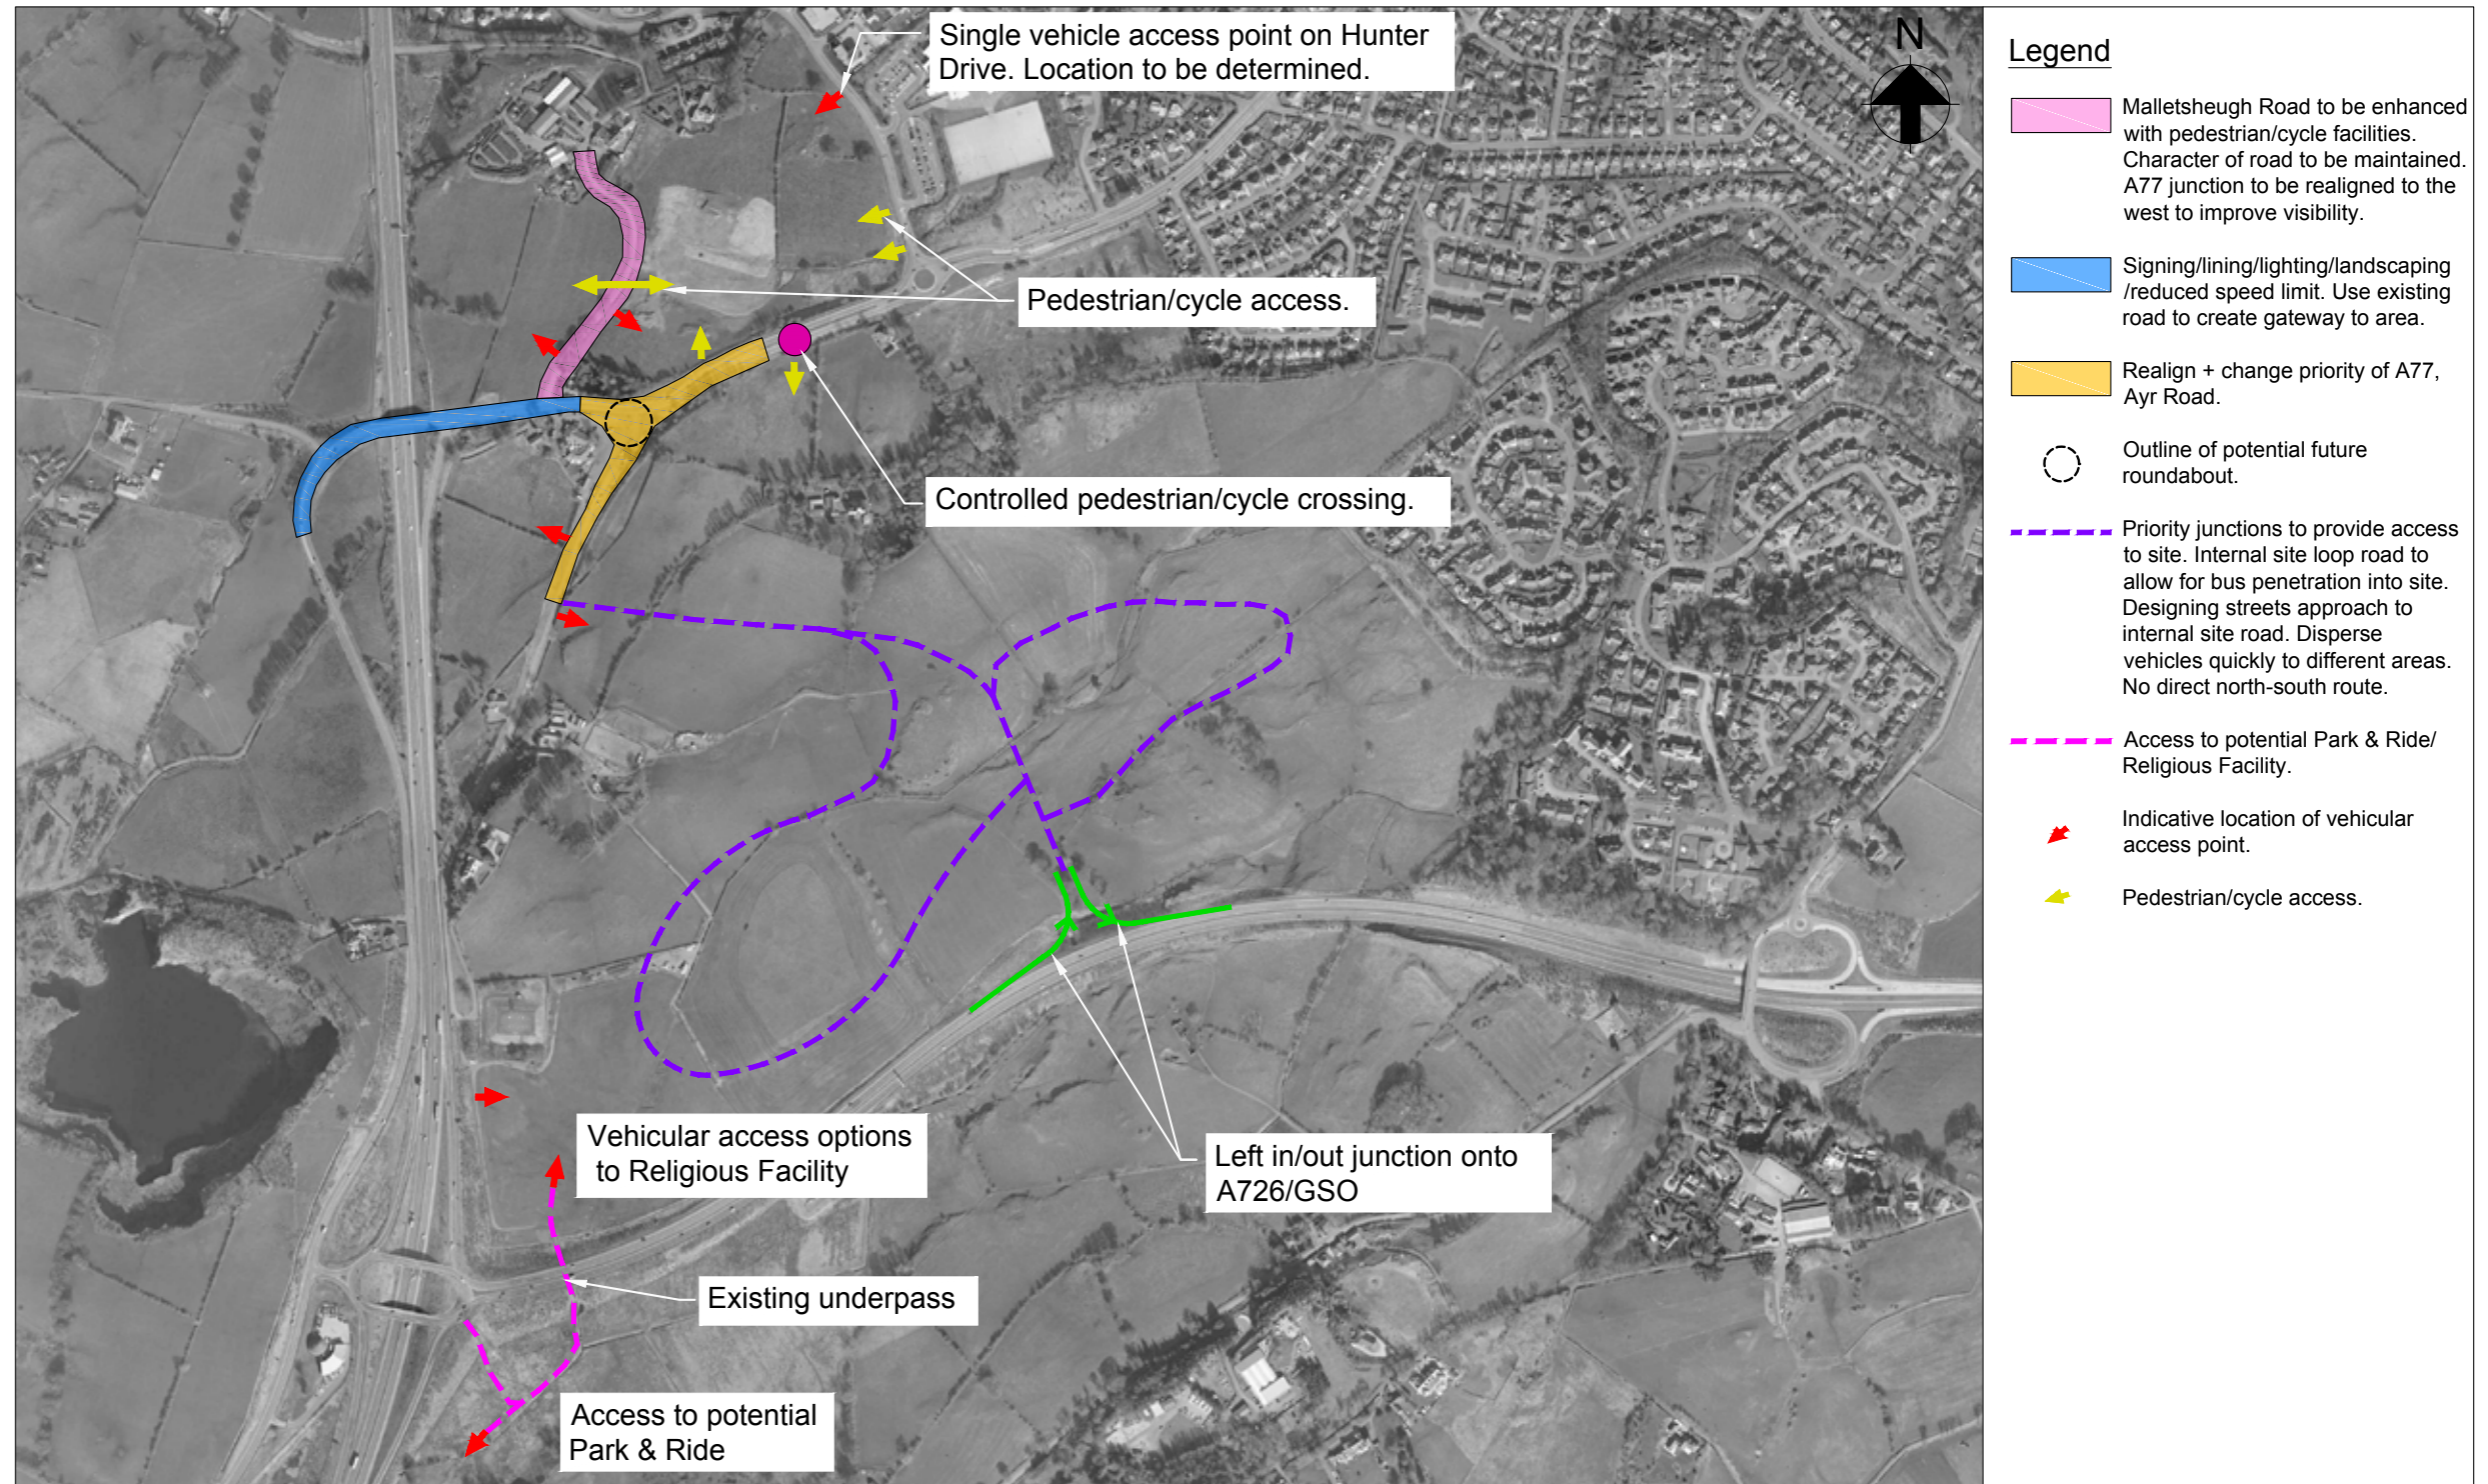 Single vehicle access point on Hunter
Drive. Location to be determined.
N
Pedestrian/cycle access.
Controlled pedestrian/cycle crossing.
Vehicular access options
to Religious Facility
Left in/out junction onto
A726/GSO
Existing underpass
Access to potential
Park & Ride
Legend
Malletsheugh Road to be enhanced
with pedestrian/cycle facilities.
Character of road to be maintained.
A77 junction to be realigned to the
west to improve visibility.
Signing/lining/lighting/landscaping
/reduced speed limit. Use existing
road to create gateway to area.
Realign + change priority of A77,
Ayr Road.
Outline of potential future
roundabout.
Priority junctions to provide access
to site. Internal site loop road to
allow for bus penetration into site.
Designing streets approach to
internal site road. Disperse
vehicles quickly to different areas.
No direct north-south route.
Access to potential Park & Ride/
Religious Facility.
Indicative location of vehicular
access point.
Pedestrian/cycle access.